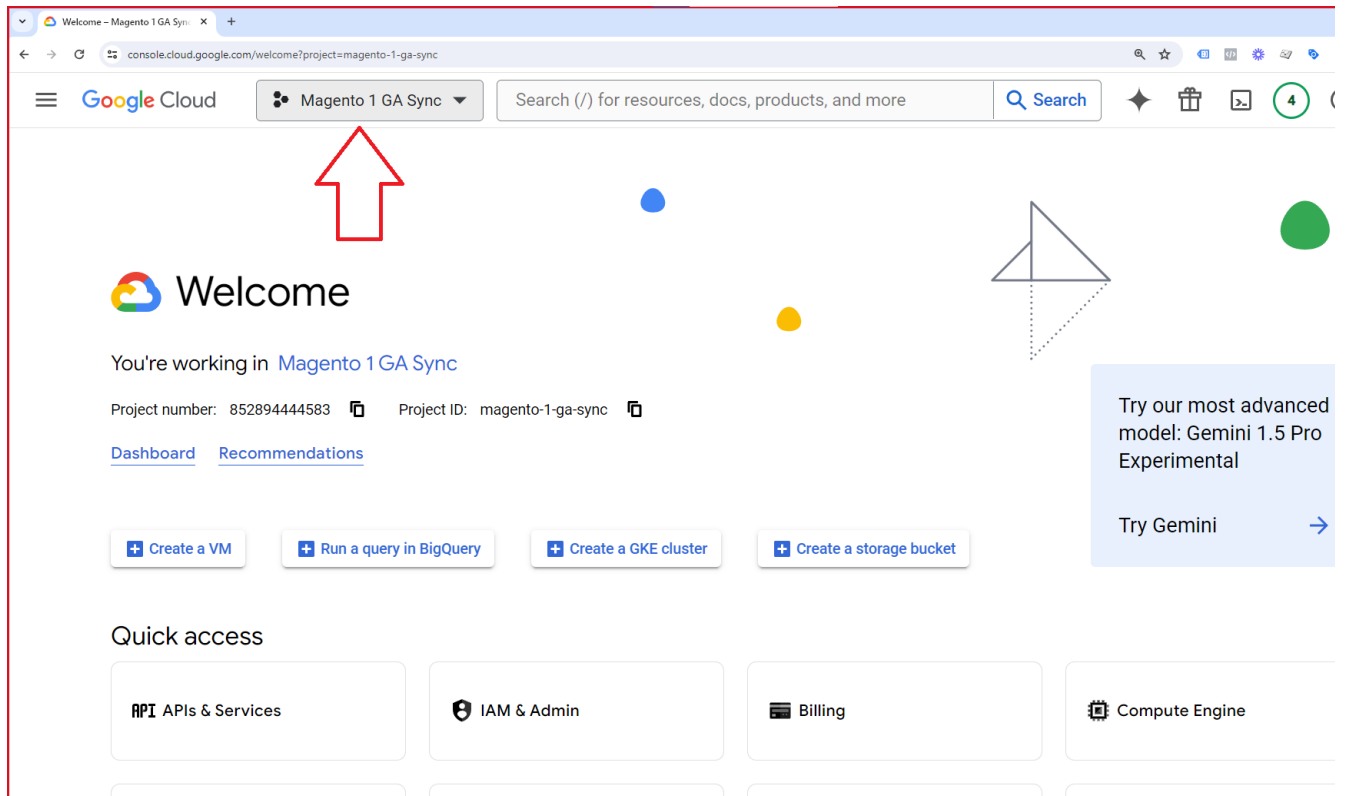 Welcome – Magento 1 GA Sync
console.cloud.google.com/welcome?project=magento-1-ga-sync
Google Cloud Magento 1 GA Sync Search (/) for resources, docs, products, and more Search 4
Welcome
You're working in Magento 1 GA Sync
Project number: 852894444583 Project ID: magento-1-ga-sync
Dashboard Recommendations
Try our most advanced
model: Gemini 1.5 Pro
Experimental
Try Gemini
Create a VM Run a query in BigQuery Create a GKE cluster Create a storage bucket
Quick access
API APIs & Services IAM & Admin Billing Compute Engine